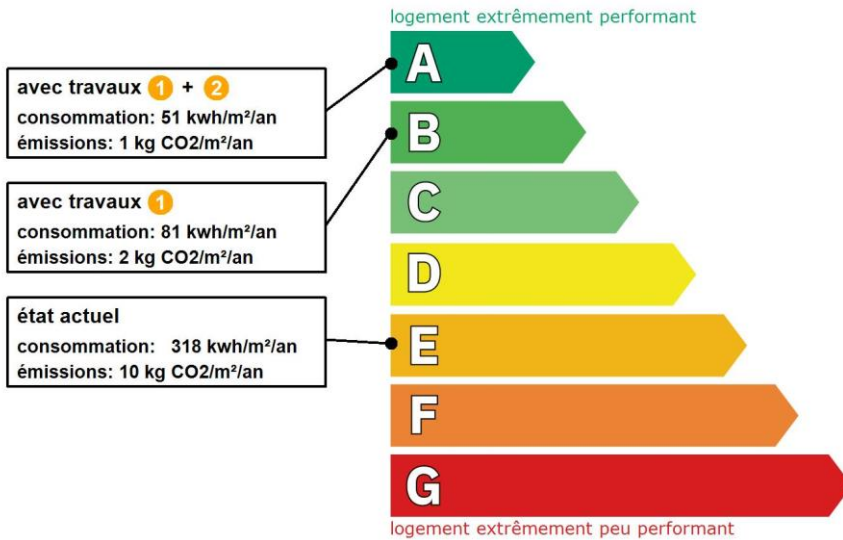 logement extrêmement performant
avec travaux 1 + 2
consommation: 51 kwh/m²/an
émissions: 1 kg CO2/m²/an
avec travaux 1
consommation: 81 kwh/m²/an
émissions: 2 kg CO2/m²/an
état actuel
consommation: 318 kwh/m²/an
émissions: 10 kg CO2/m²/an
A
B
C
D
E
F
G
logement extrêmement peu performant